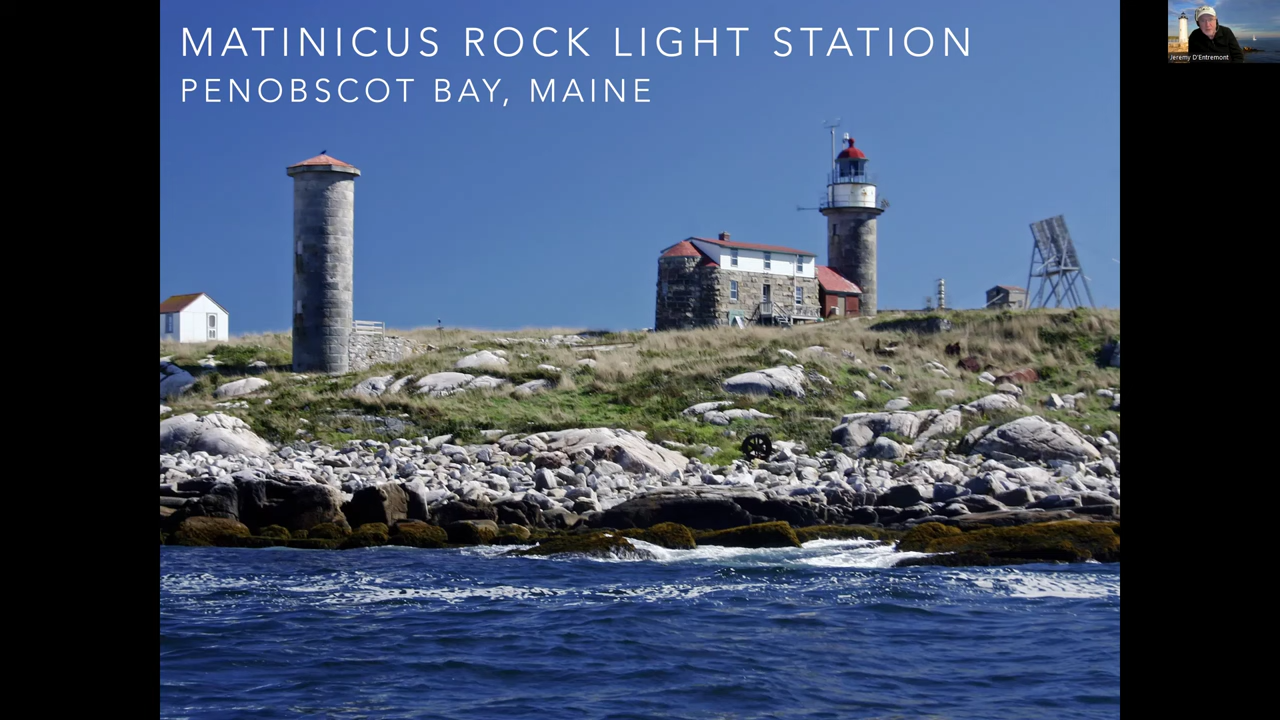 MATINICUS ROCK LIGHT STATION
PENOBSCOT BAY, MAINE
Jeremy D'Entremont